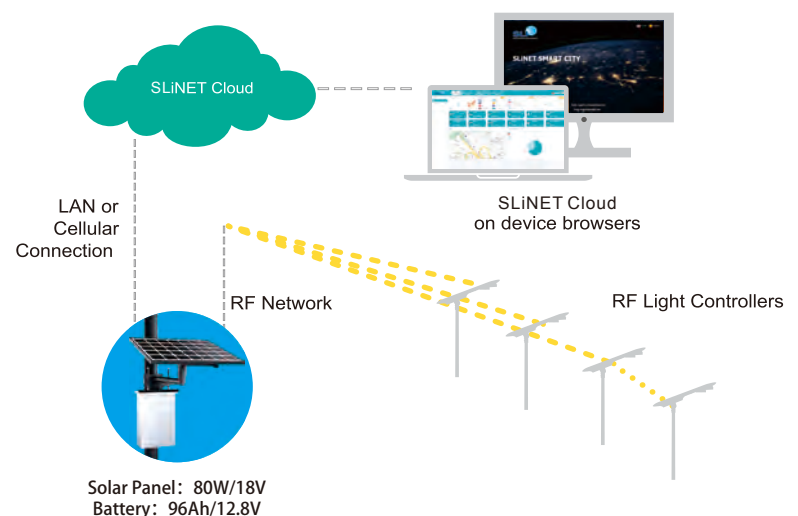 SLiNET Cloud
SLi
SLiNET SMART CITY
SLiNET Cloud
on device browsers
LAN or
Cellular
Connection
RF Network
RF Light Controllers
Solar Panel： 80W/18V
Battery： 96Ah/12.8V